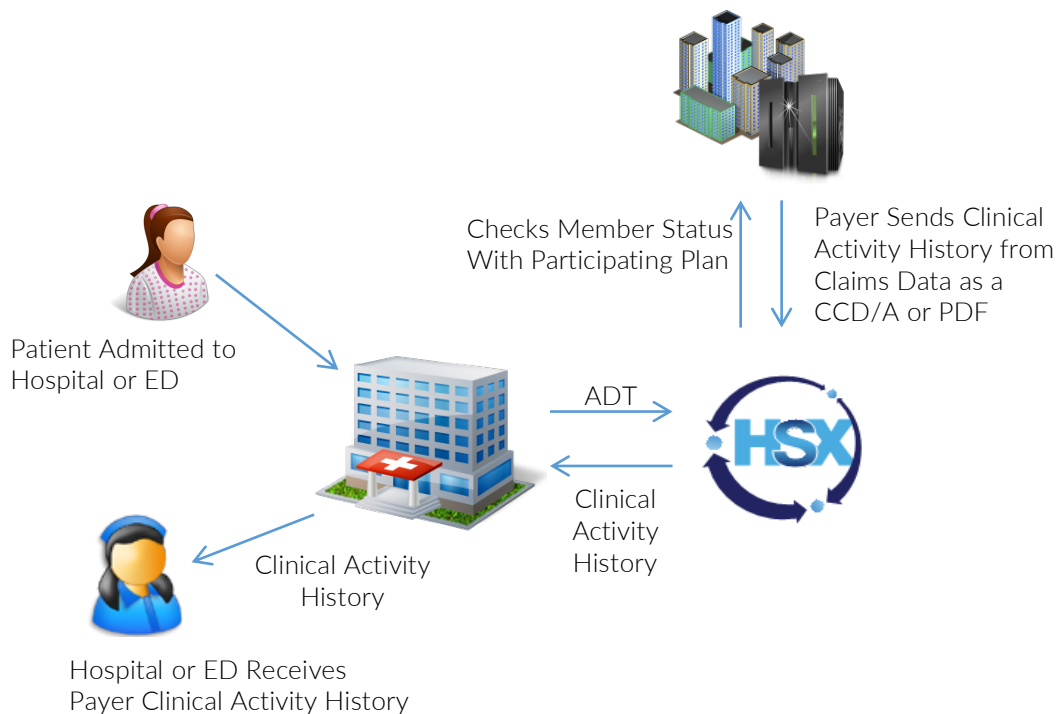 Checks Member Status
With Participating Plan
Payer Sends Clinical
Activity History from
Claims Data as a
CCD/A or PDF
Patient Admitted to
Hospital or ED
ADT
HSX
Clinical
Activity
History
Clinical Activity
History
Hospital or ED Receives
Payer Clinical Activity History